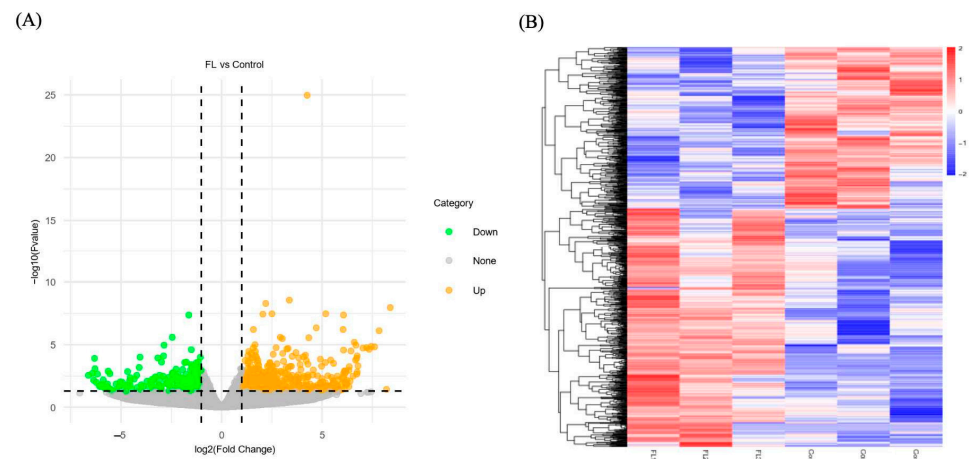 (A)
(B)
FL vs Control
25
20
15
10
5
0
-log10(Pvalue)
-5
0
5
log2(Fold Change)
Category
Down
None
Up
2
1
0
-1
-2